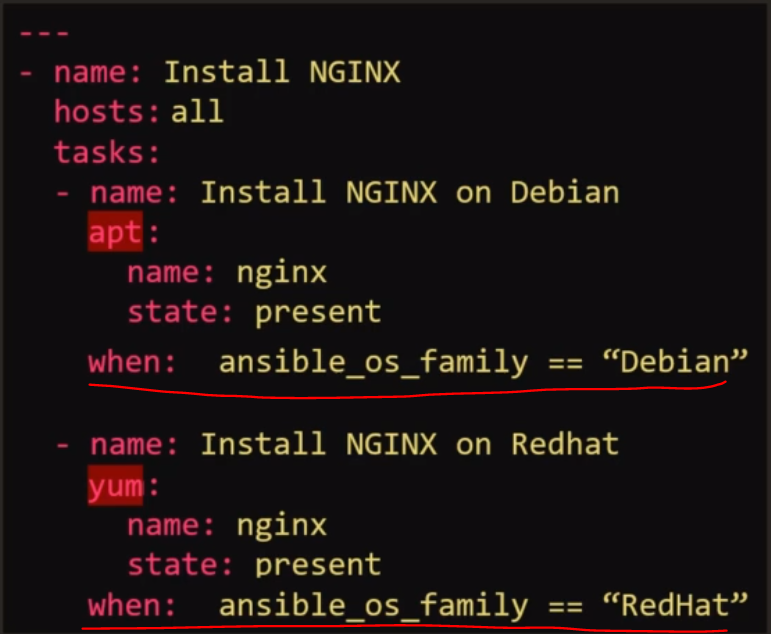 ---
- name: Install NGINX
hosts: all
tasks:
- name: Install NGINX on Debian
apt:
name: nginx
state: present
when: ansible_os_family == “Debian”
- name: Install NGINX on Redhat
yum:
name: nginx
state: present
when: ansible_os_family == “RedHat”